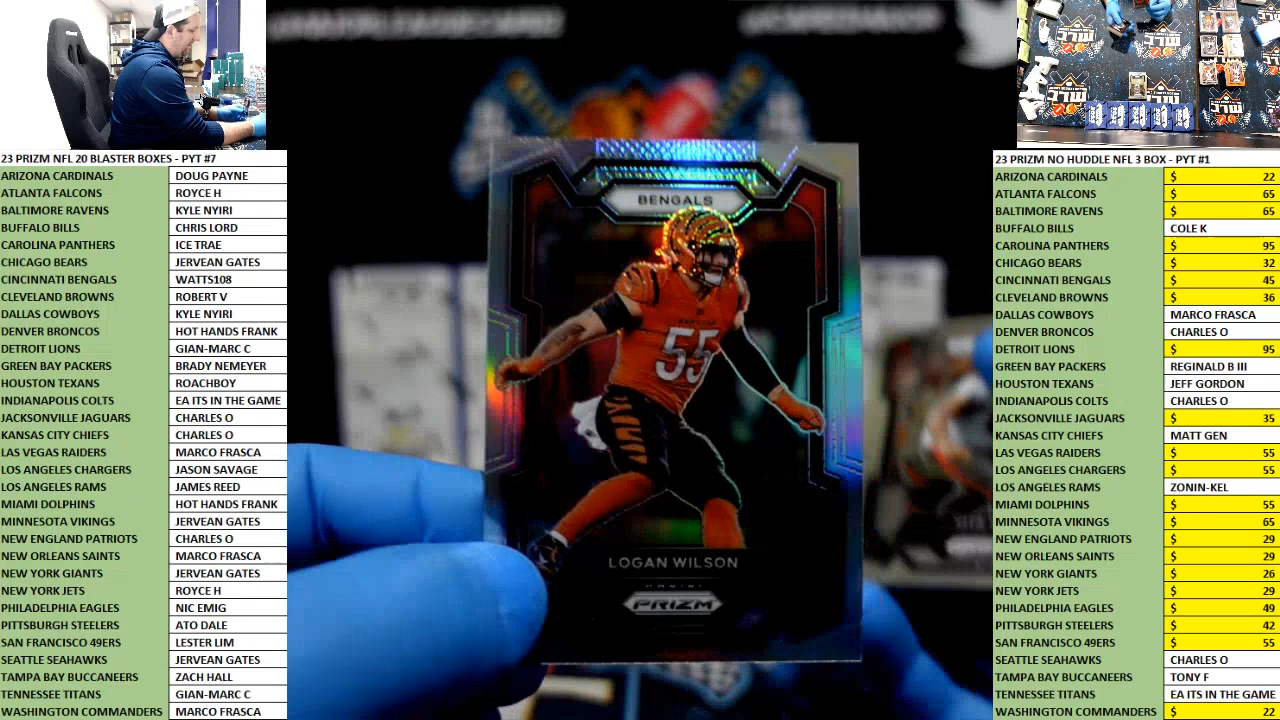 23 PRIZM NFL 20 BLASTER BOXES - PYT #7
ARIZONA CARDINALS DOUG PAYNE
ATLANTA FALCONS ROYCE H
BALTIMORE RAVENS KYLE NYIRI
BUFFALO BILLS CHRIS LORD
CAROLINA PANTHERS ICE TRAE
CHICAGO BEARS JERVEAN GATES
CINCINNATI BENGALS WATTS108
CLEVELAND BROWNS ROBERT V
DALLAS COWBOYS KYLE NYIRI
DENVER BRONCOS HOT HANDS FRANK
DETROIT LIONS GIAN-MARC C
GREEN BAY PACKERS BRADY NEMEYER
HOUSTON TEXANS ROACHBOY
INDIANAPOLIS COLTS EA ITS IN THE GAME
JACKSONVILLE JAGUARS CHARLES O
KANSAS CITY CHIEFS CHARLES O
LAS VEGAS RAIDERS MARCO FRASCA
LOS ANGELES CHARGERS JASON SAVAGE
LOS ANGELES RAMS JAMES REED
MIAMI DOLPHINS HOT HANDS FRANK
MINNESOTA VIKINGS JERVEAN GATES
NEW ENGLAND PATRIOTS CHARLES O
NEW ORLEANS SAINTS MARCO FRASCA
NEW YORK GIANTS JERVEAN GATES
NEW YORK JETS ROYCE H
PHILADELPHIA EAGLES NIC EMIG
PITTSBURGH STEELERS ATO DALE
SAN FRANCISCO 49ERS LESTER LIM
SEATTLE SEAHAWKS JERVEAN GATES
TAMPA BAY BUCCANEERS ZACH HALL
TENNESSEE TITANS GIAN-MARC C
WASHINGTON COMMANDERS MARCO FRASCA
BENGALS
55
LOGAN WILSON
PANINI
PRIZM
23 PRIZM NO HUDDLE NFL 3 BOX - PYT #1
ARIZONA CARDINALS $ 22
ATLANTA FALCONS $ 65
BALTIMORE RAVENS $ 65
BUFFALO BILLS COLE K
CAROLINA PANTHERS $ 95
CHICAGO BEARS $ 32
CINCINNATI BENGALS $ 45
CLEVELAND BROWNS $ 36
DALLAS COWBOYS MARCO FRASCA
DENVER BRONCOS CHARLES O
DETROIT LIONS $ 95
GREEN BAY PACKERS REGINALD B III
HOUSTON TEXANS JEFF GORDON
INDIANAPOLIS COLTS CHARLES O
JACKSONVILLE JAGUARS $ 35
KANSAS CITY CHIEFS MATT GEN
LAS VEGAS RAIDERS $ 55
LOS ANGELES CHARGERS $ 55
LOS ANGELES RAMS ZONIN-KEL
MIAMI DOLPHINS $ 55
MINNESOTA VIKINGS $ 65
NEW ENGLAND PATRIOTS $ 29
NEW ORLEANS SAINTS $ 29
NEW YORK GIANTS $ 26
NEW YORK JETS $ 29
PHILADELPHIA EAGLES $ 49
PITTSBURGH STEELERS $ 42
SAN FRANCISCO 49ERS $ 55
SEATTLE SEAHAWKS CHARLES O
TAMPA BAY BUCCANEERS TONY F
TENNESSEE TITANS EA ITS IN THE GAME
WASHINGTON COMMANDERS $ 22